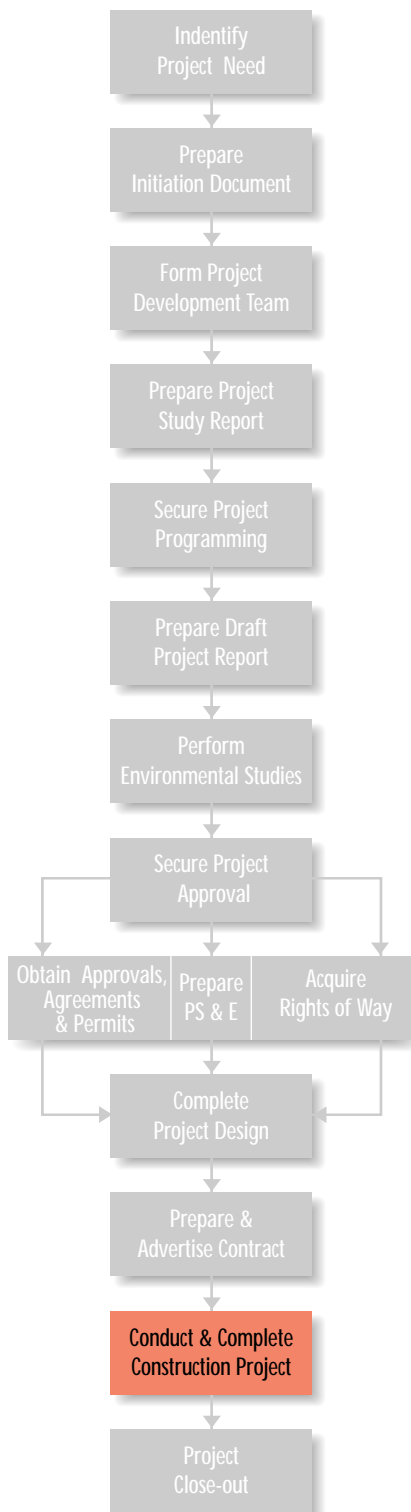 Indentify
Project Need
Prepare
Initiation Document
Form Project
Development Team
Prepare Project
Study Report
Secure Project
Programming
Prepare Draft
Project Report
Perform
Environmental Studies
Secure Project
Approval
Obtain Approvals,
Agreements
& Permits
Prepare
PS & E
Acquire
Rights of Way
Complete
Project Design
Prepare &
Advertise Contract
Conduct & Complete
Construction Project
Project
Close-out